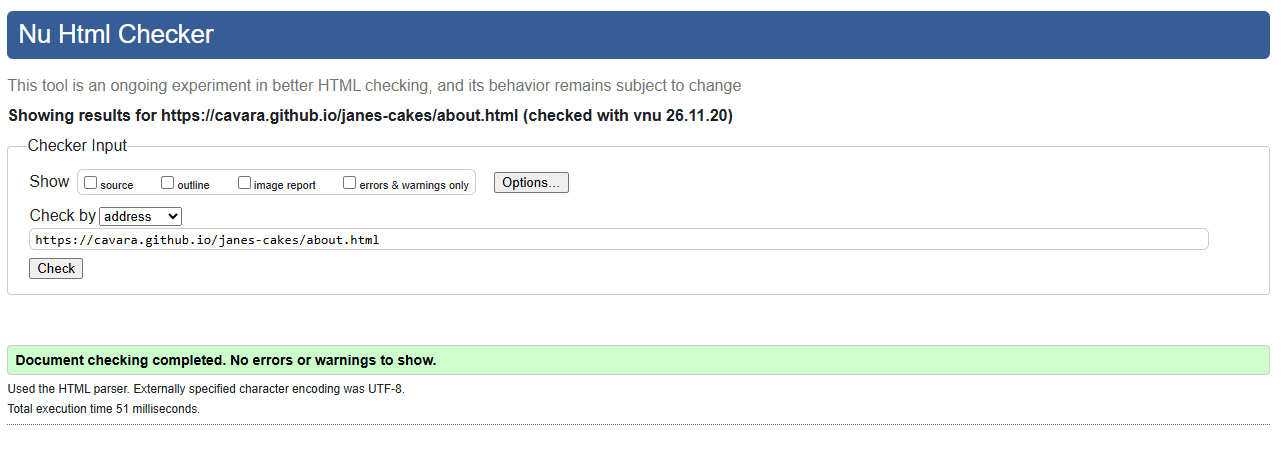 Nu Html Checker
This tool is an ongoing experiment in better HTML checking, and its behavior remains subject to change
Showing results for https://cavara.github.io/janes-cakes/about.html (checked with vnu 26.11.20)
Checker Input
Show source outline image report errors & warnings only Options...
Check by address
https://cavara.github.io/janes-cakes/about.html
Check
Document checking completed. No errors or warnings to show.
Used the HTML parser. Externally specified character encoding was UTF-8.
Total execution time 51 milliseconds.